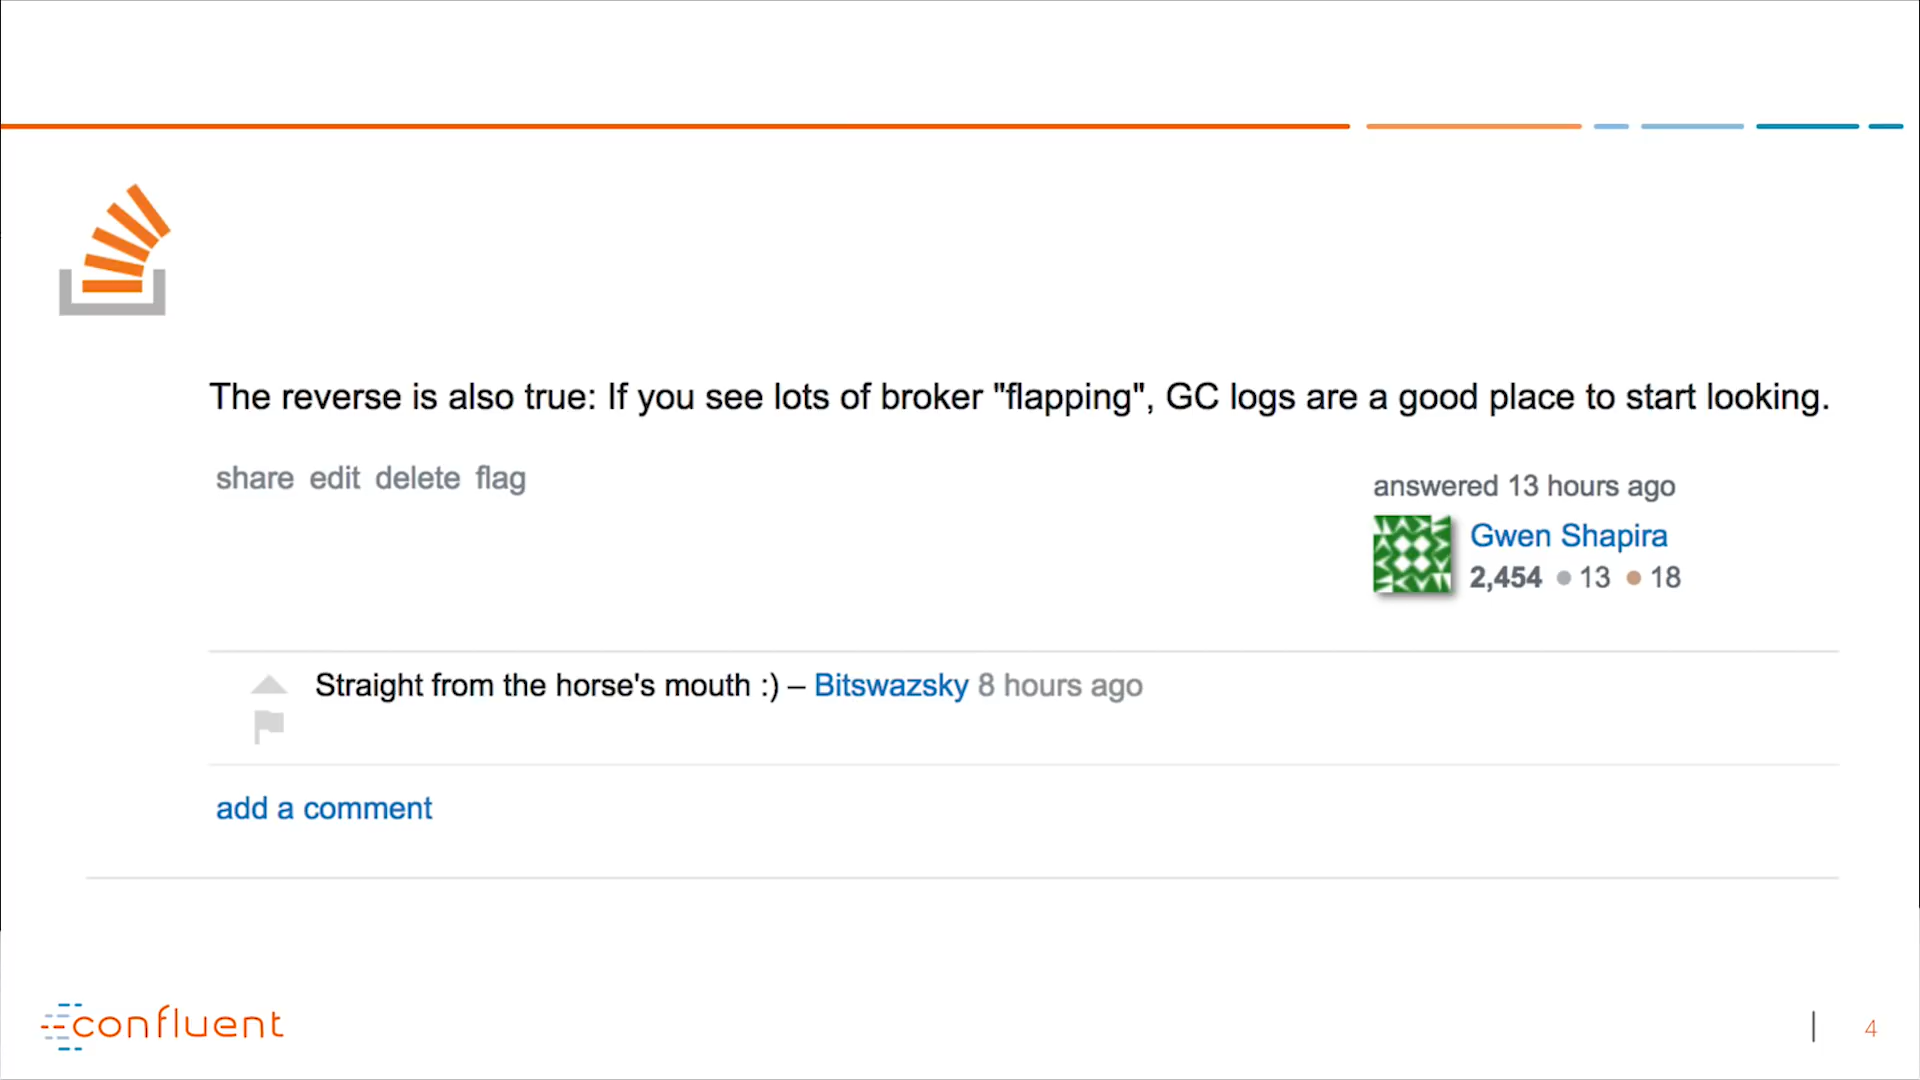 The reverse is also true: If you see lots of broker "flapping", GC logs are a good place to start looking.
share edit delete flag
answered 13 hours ago
Gwen Shapira
2,454 ● 13 ● 18
Straight from the horse's mouth :) – Bitswazsky 8 hours ago
add a comment
confluent
4